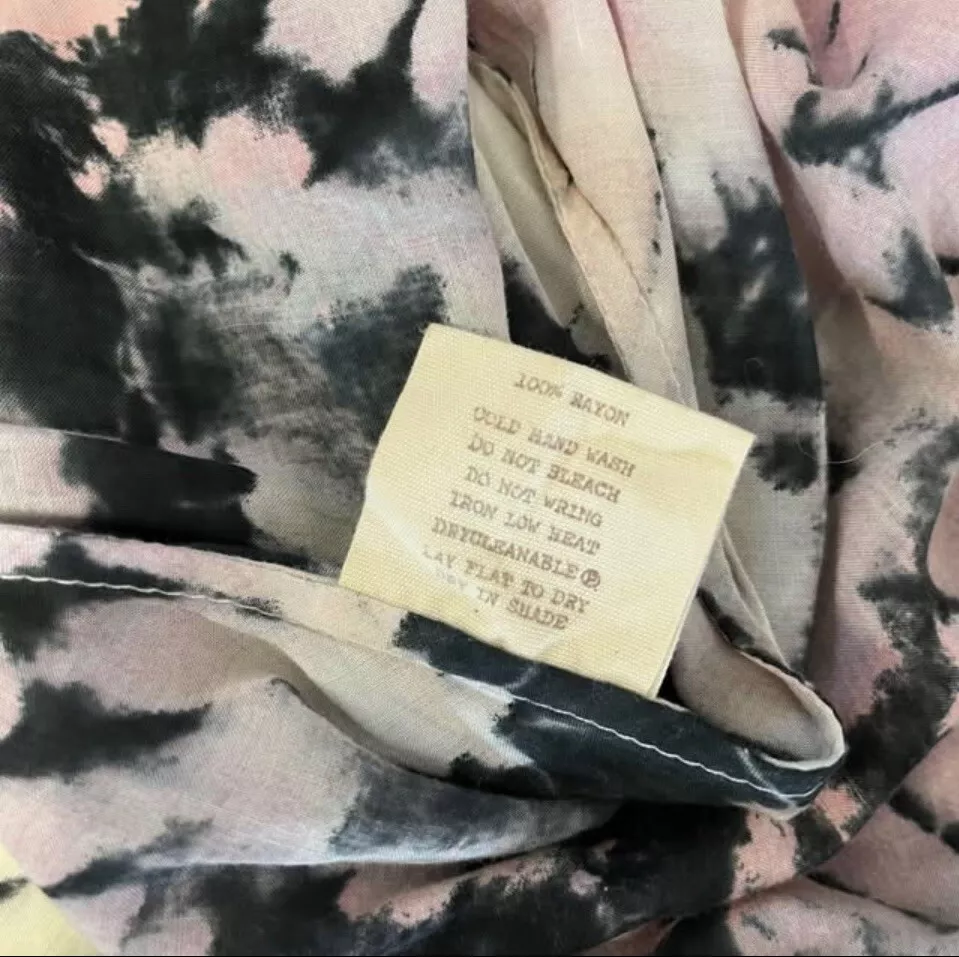 100% RAYON
COLD HAND WASH
DO NOT BLEACH
DO NOT WRING
IRON LOW HEAT
DRYCLEANABLE Ⓟ
LAY FLAT TO DRY
DRY IN SHADE